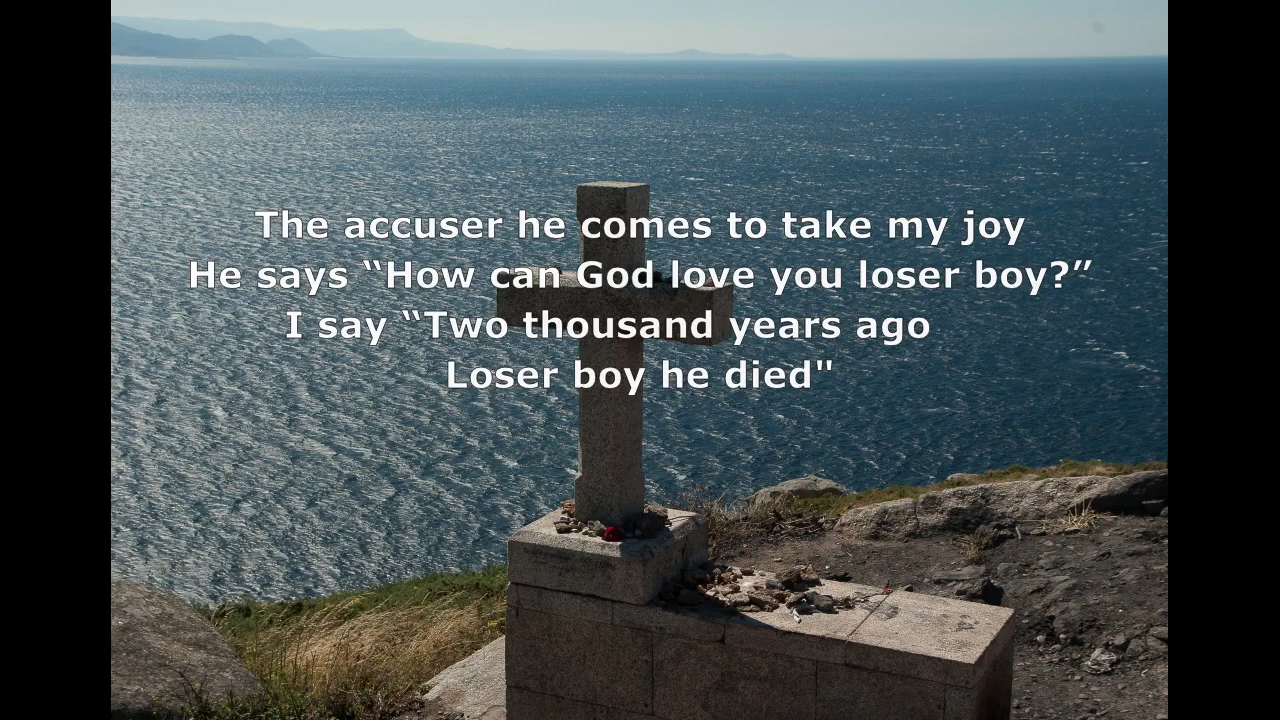 The accuser he comes to take my joy
He says “How can God love you loser boy?”
I say “Two thousand years ago
Loser boy he died"